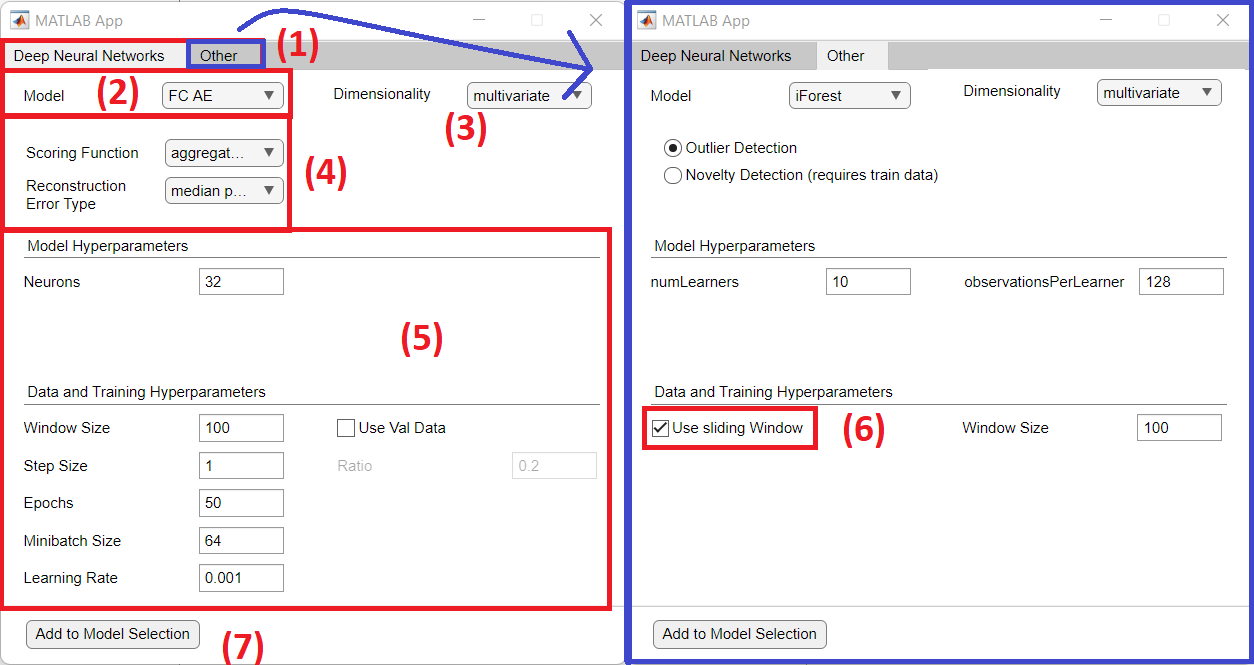 MATLAB App
Deep Neural Networks Other (1)
Model (2) FC AE Dimensionality multivariate (3)
Scoring Function aggregat...
(4)
Reconstruction Error Type median p...
Model Hyperparameters
Neurons 32
(5)
Data and Training Hyperparameters
Window Size 100 Use Val Data
Step Size 1 Ratio 0.2
Epochs 50
Minibatch Size 64
Learning Rate 0.001
Add to Model Selection (7)
MATLAB App
Deep Neural Networks Other
Model iForest Dimensionality multivariate
Outlier Detection
Novelty Detection (requires train data)
Model Hyperparameters
numLearners 10 observationsPerLearner 128
Data and Training Hyperparameters
Use sliding Window (6) Window Size 100
Add to Model Selection